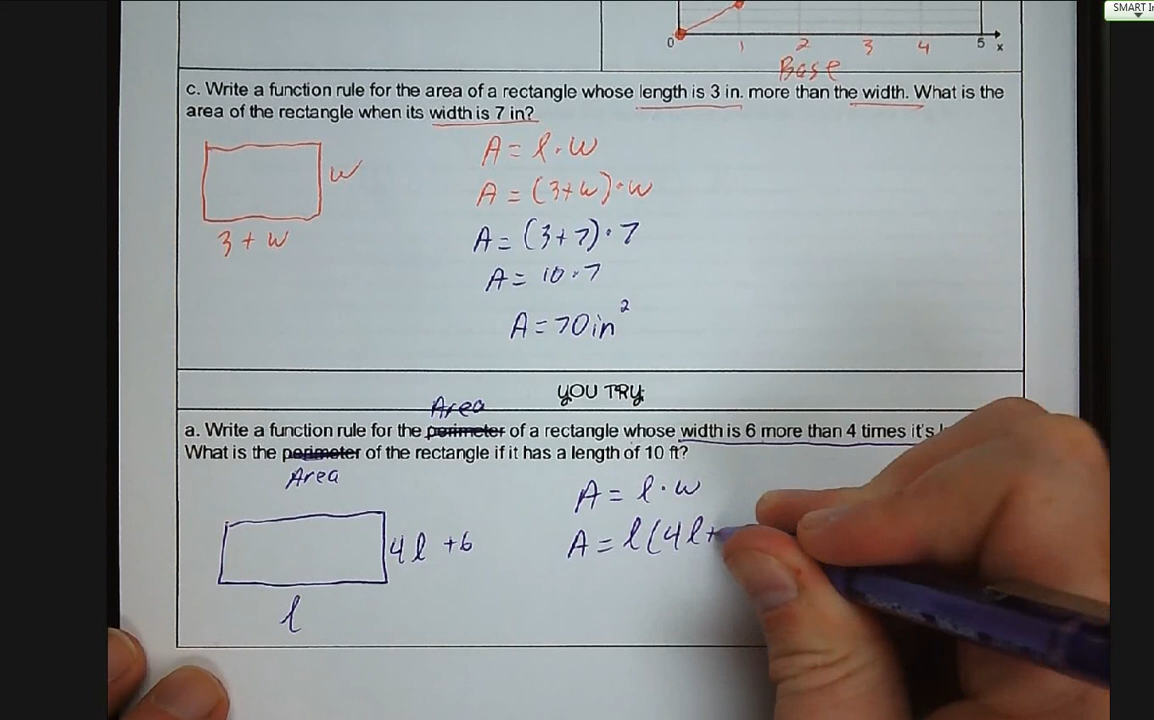 SMART
0 1 2 3 4 5 x
Base
c. Write a function rule for the area of a rectangle whose length is 3 in. more than the width. What is the
area of the rectangle when its width is 7 in?
A = l · w
w
A = (3+w) · w
3 + w
A = (3+7) · 7
A = 10 · 7
A = 70 in²
YOU TRY:
Area
a. Write a function rule for the perimeter of a rectangle whose width is 6 more than 4 times it's
What is the perimeter of the rectangle if it has a length of 10 ft?
Area
A = l · w
4l +6
A = l(4l+
l